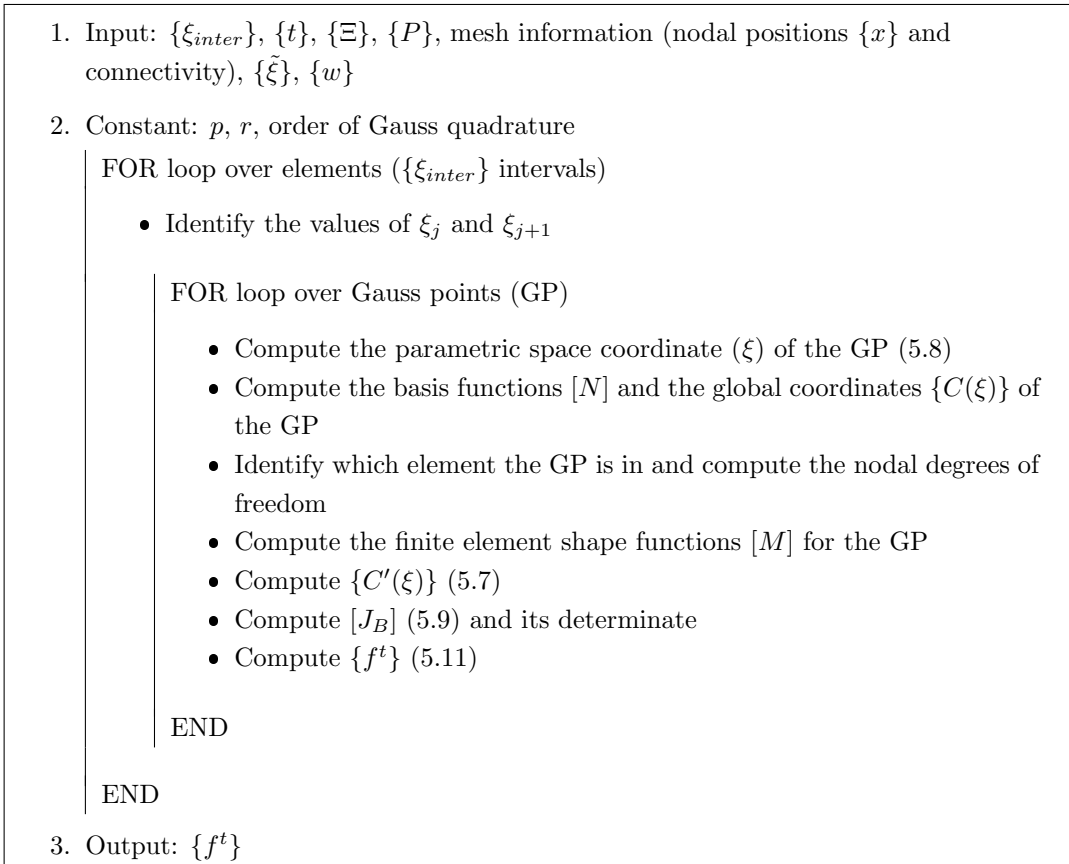 1. Input: {ξ_inter}, {t}, {Ξ}, {P}, mesh information (nodal positions {x} and
connectivity), {ξ̃}, {w}
2. Constant: p, r, order of Gauss quadrature
FOR loop over elements ({ξ_inter} intervals)
• Identify the values of ξ_j and ξ_{j+1}
FOR loop over Gauss points (GP)
• Compute the parametric space coordinate (ξ) of the GP (5.8)
• Compute the basis functions [N] and the global coordinates {C(ξ)} of
the GP
• Identify which element the GP is in and compute the nodal degrees of
freedom
• Compute the finite element shape functions [M] for the GP
• Compute {C′(ξ)} (5.7)
• Compute [J_B] (5.9) and its determinate
• Compute {f^t} (5.11)
END
END
3. Output: {f^t}